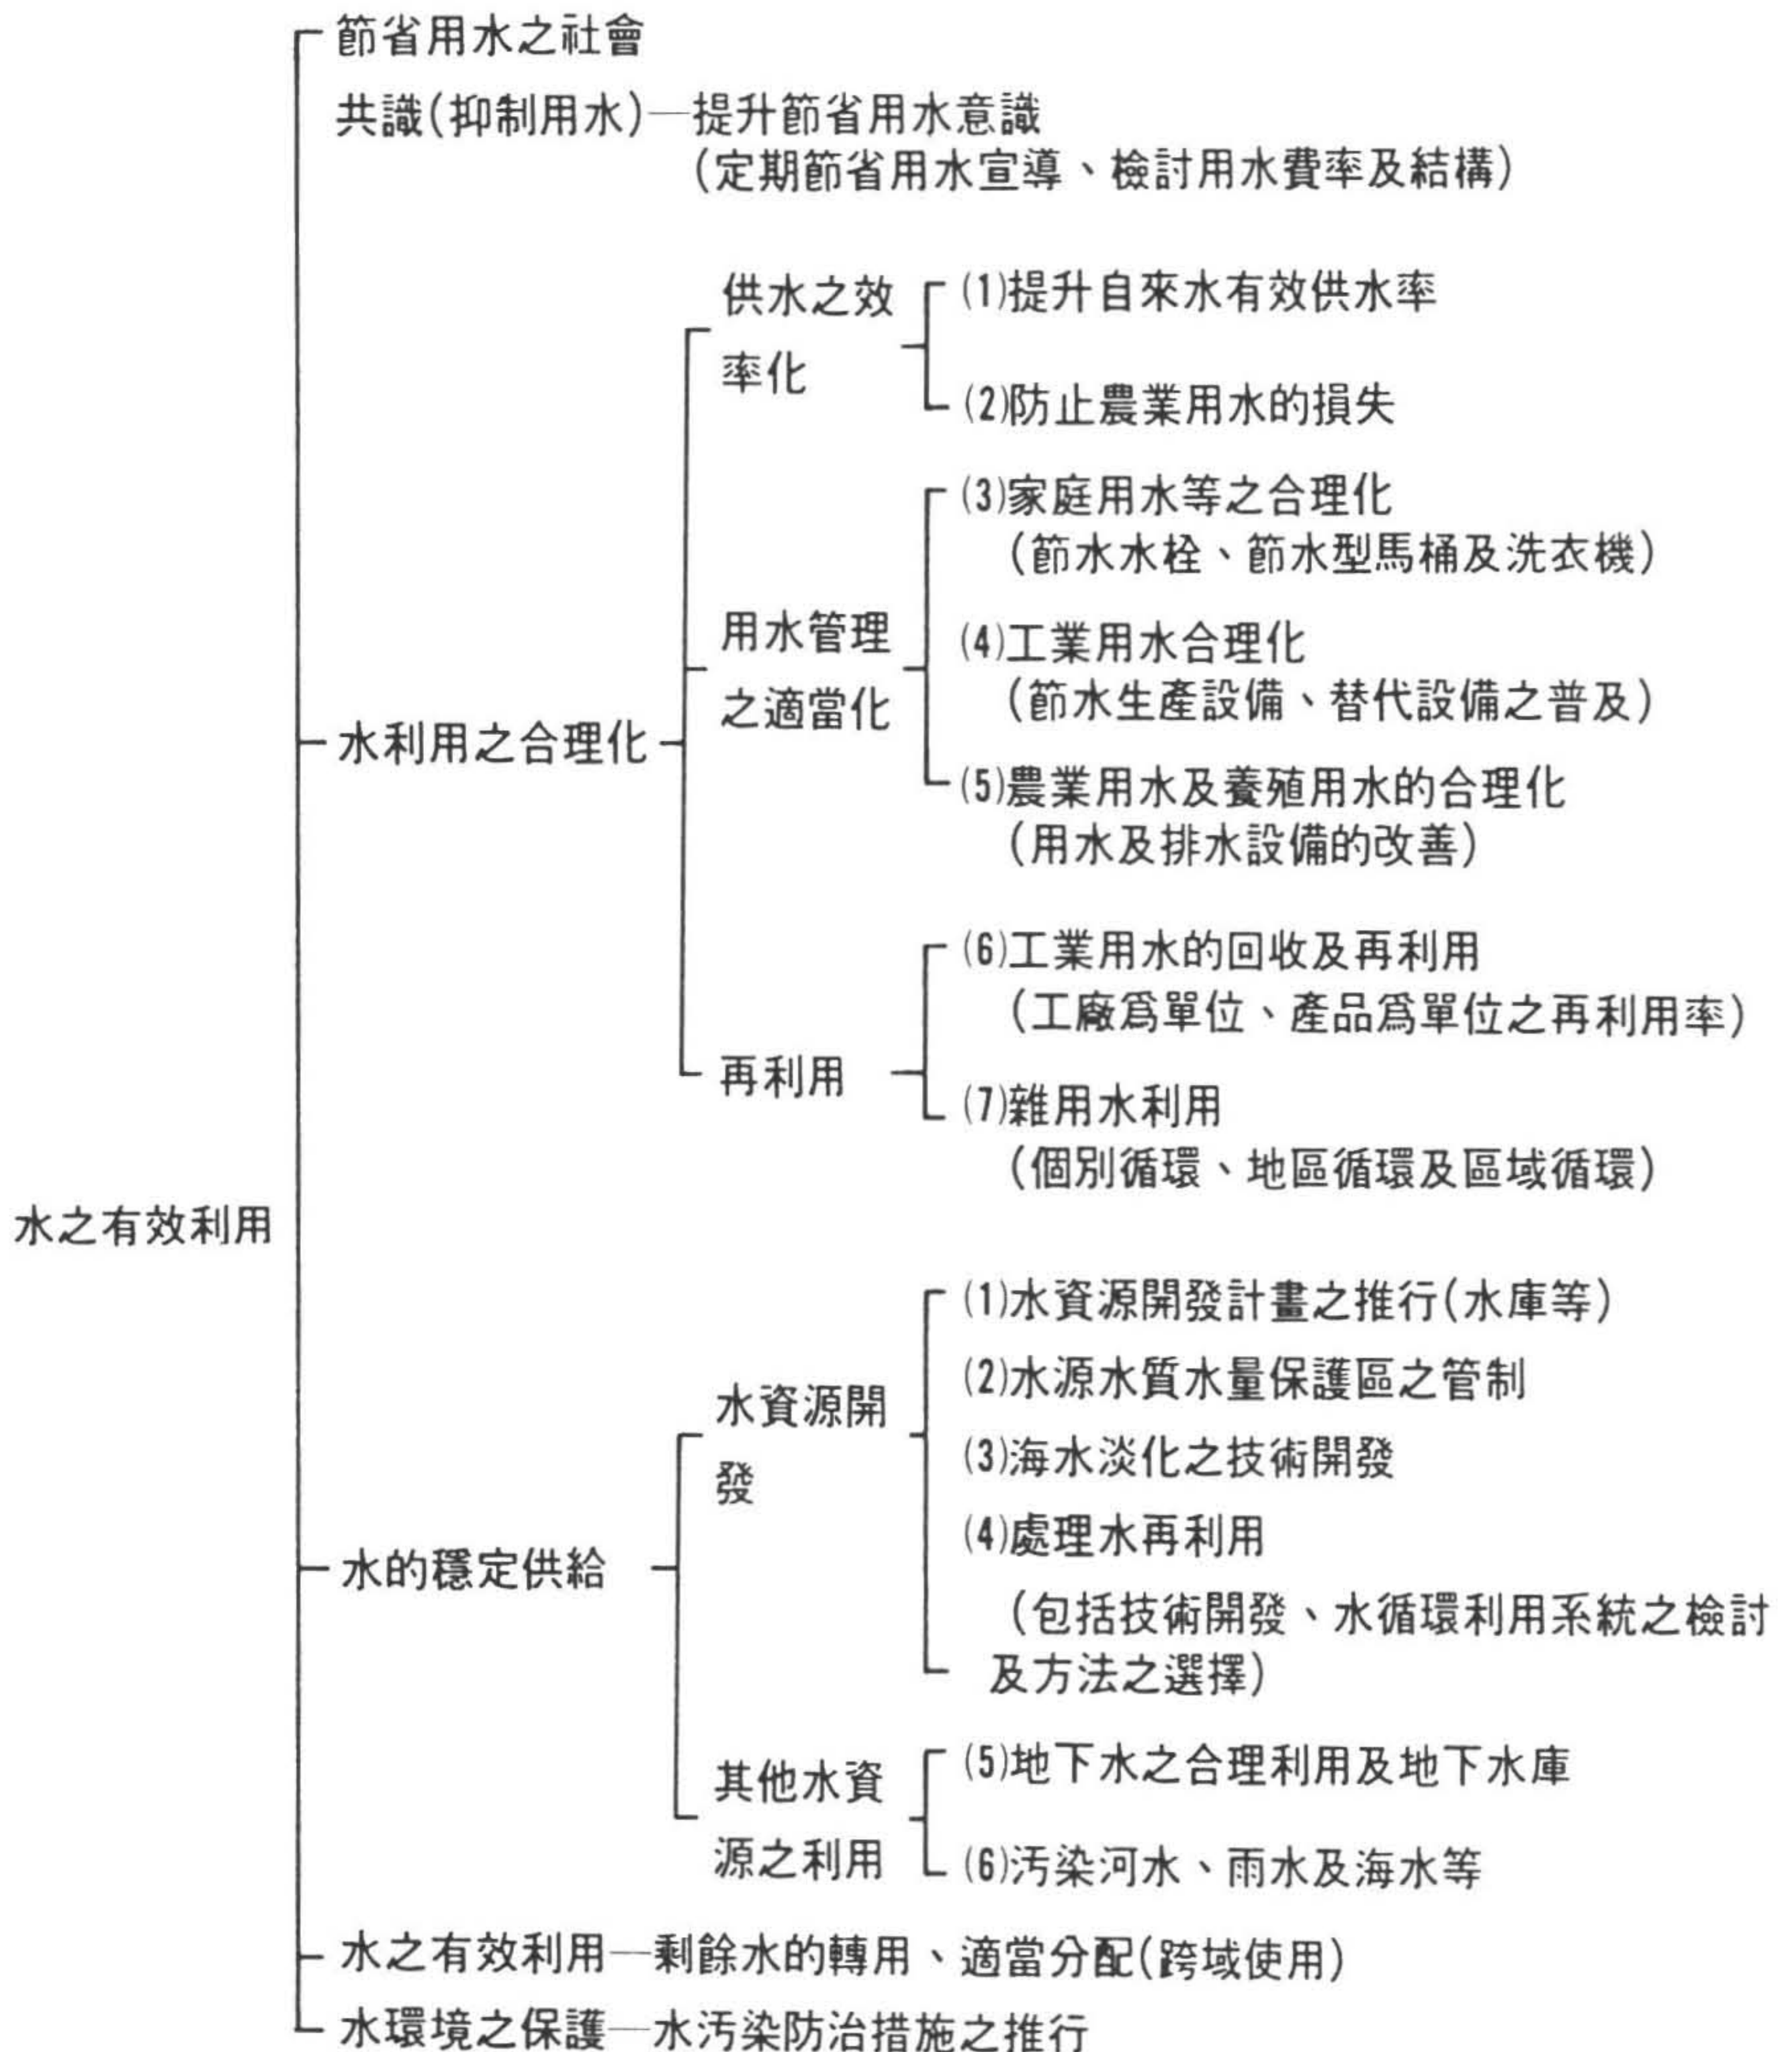 節省用水之社會
共識(抑制用水)—提升節省用水意識
(定期節省用水宣導、檢討用水費率及結構)
供水之效
率化
(1)提升自來水有效供水率
(2)防止農業用水的損失
用水管理
之適當化
(3)家庭用水等之合理化
(節水水栓、節水型馬桶及洗衣機)
(4)工業用水合理化
(節水生產設備、替代設備之普及)
(5)農業用水及養殖用水的合理化
(用水及排水設備的改善)
水利用之合理化
再利用
(6)工業用水的回收及再利用
(工廠爲單位、產品爲單位之再利用率)
(7)雜用水利用
(個別循環、地區循環及區域循環)
水之有效利用
水資源開
發
(1)水資源開發計畫之推行(水庫等)
(2)水源水質水量保護區之管制
(3)海水淡化之技術開發
(4)處理水再利用
(包括技術開發、水循環利用系統之檢討
及方法之選擇)
水的穩定供給
其他水資
源之利用
(5)地下水之合理利用及地下水庫
(6)汚染河水、雨水及海水等
水之有效利用—剩餘水的轉用、適當分配(跨域使用)
水環境之保護—水汚染防治措施之推行